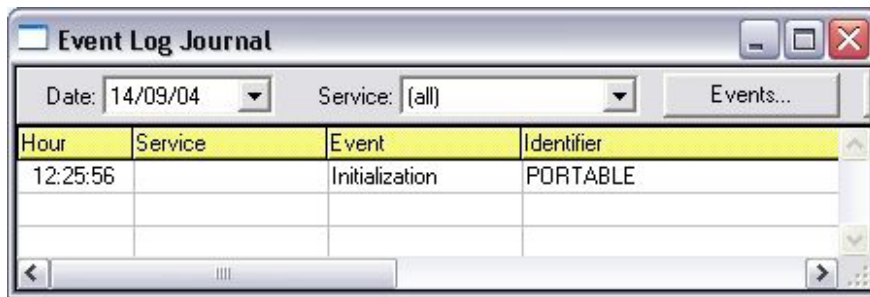 Event Log Journal
Date: 14/09/04 Service: (all) Events...
Hour Service Event Identifier
12:25:56 Initialization PORTABLE